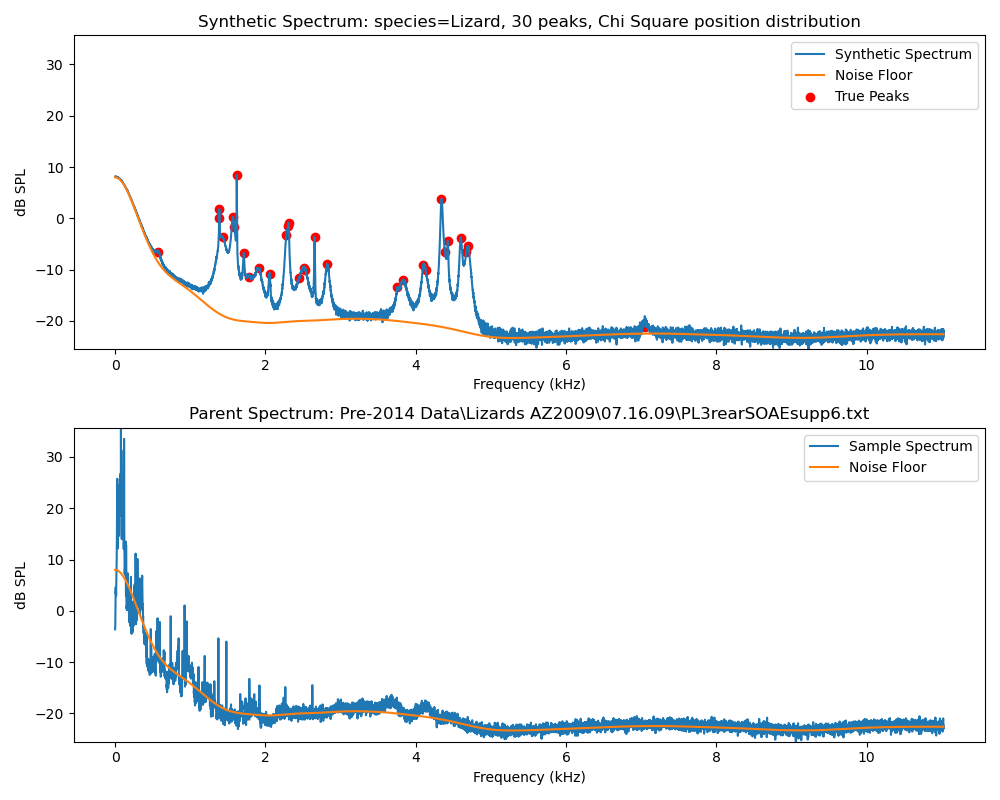 Synthetic Spectrum: species=Lizard, 30 peaks, Chi Square position distribution
dB SPL
30
20
10
0
−10
−20
Synthetic Spectrum
Noise Floor
True Peaks
0 2 4 6 8 10
Frequency (kHz)
Parent Spectrum: Pre-2014 Data\Lizards AZ2009\07.16.09\PL3rearSOAEsupp6.txt
dB SPL
30
20
10
0
−10
−20
Sample Spectrum
Noise Floor
0 2 4 6 8 10
Frequency (kHz)